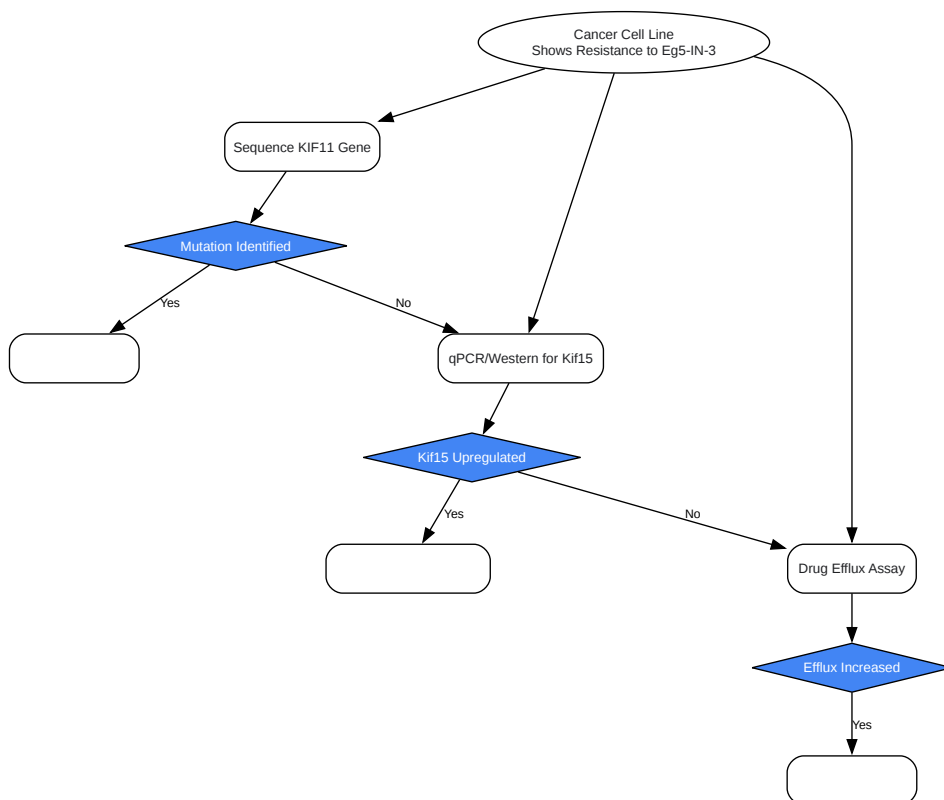 Cancer Cell Line
Shows Resistance to Eg5-IN-3
Sequence KIF11 Gene
Mutation Identified
Yes
No
qPCR/Western for Kif15
Kif15 Upregulated
Yes
No
Drug Efflux Assay
Efflux Increased
Yes